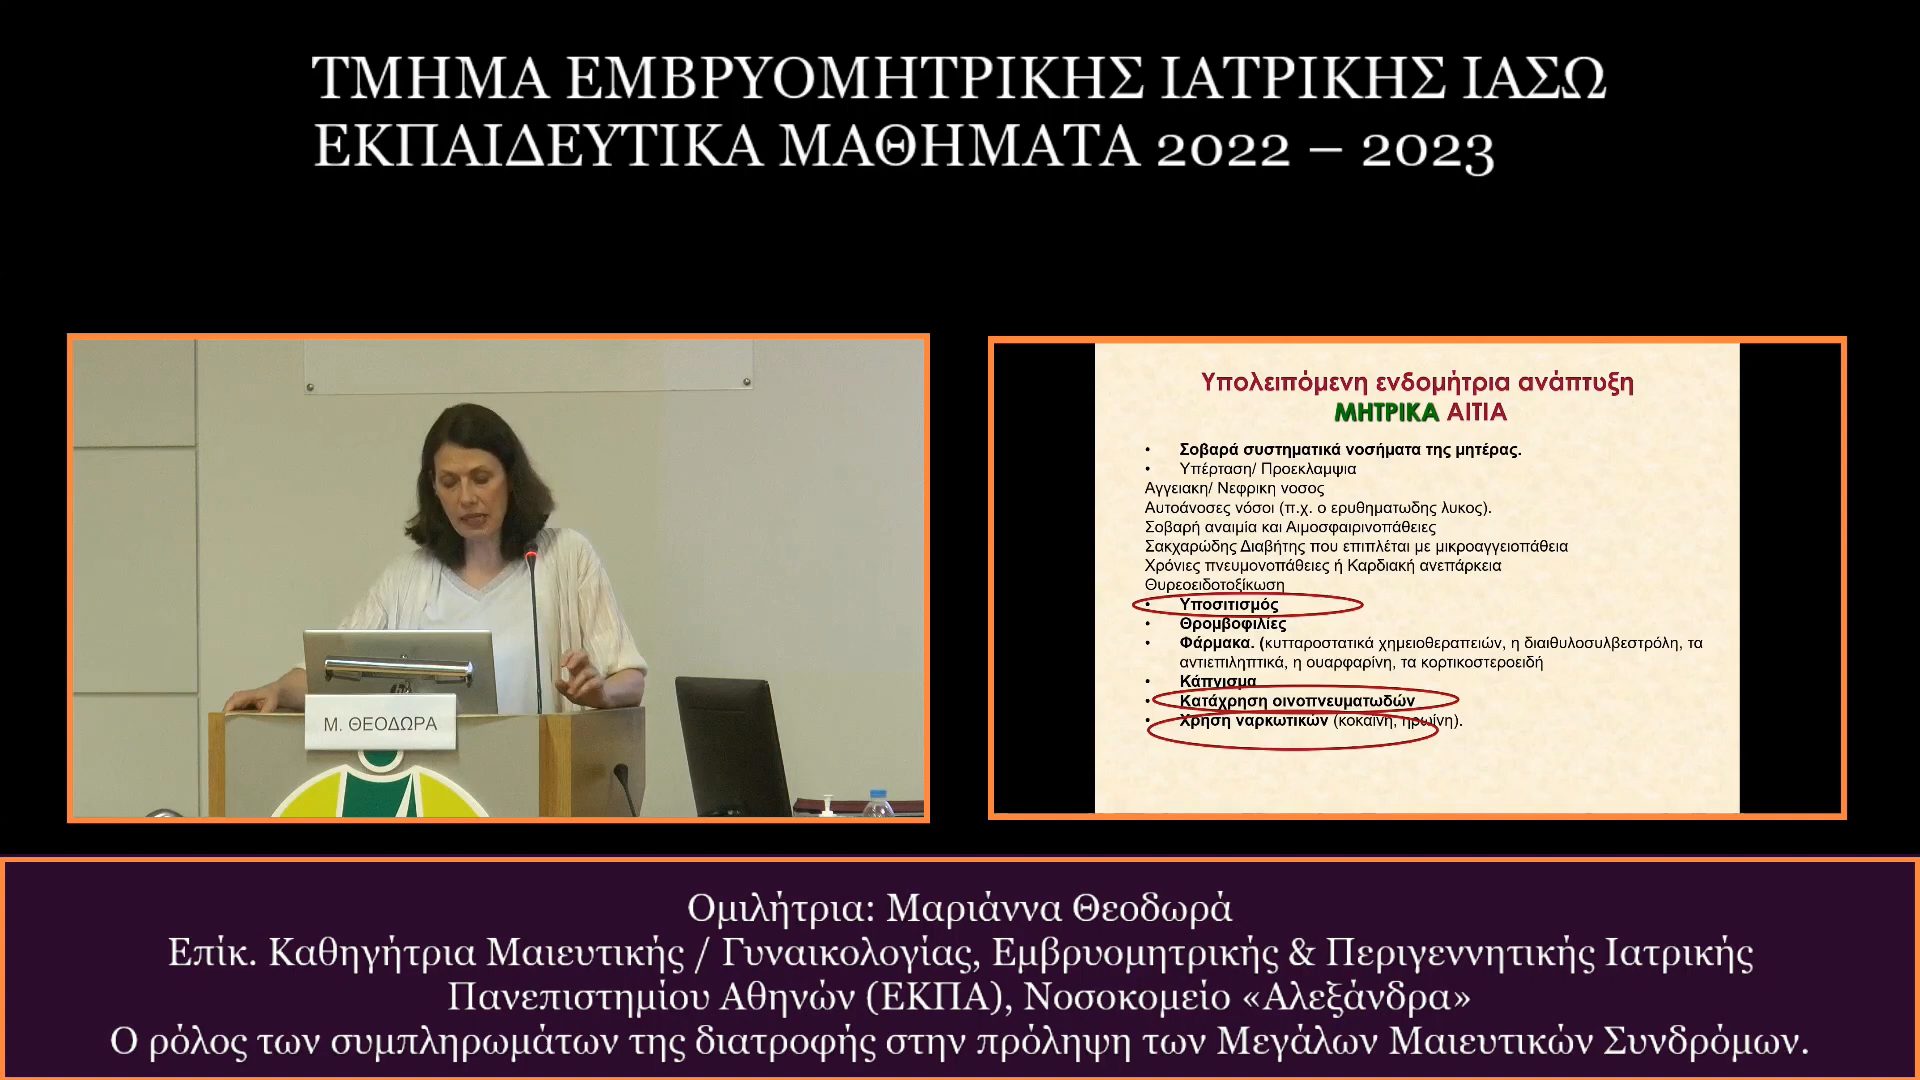 ΤΜΗΜΑ ΕΜΒΡΥΟΜΗΤΡΙΚΗΣ ΙΑΤΡΙΚΗΣ ΙΑΣΩ
ΕΚΠΑΙΔΕΥΤΙΚΑ ΜΑΘΗΜΑΤΑ 2022 – 2023
Μ. ΘΕΟΔΩΡΑ
Υπολειπόμενη ενδομήτρια ανάπτυξη
ΜΗΤΡΙΚΑ ΑΙΤΙΑ
• Σοβαρά συστηματικά νοσήματα της μητέρας.
• Υπέρταση/ Προεκλαμψια
Αγγειακη/ Νεφρικη νοσος
Αυτοάνοσες νόσοι (π.χ. ο ερυθηματωδης λυκος).
Σοβαρή αναιμία και Αιμοσφαιρινοπάθειες
Σακχαρώδης Διαβήτης που επιπλέται με μικροαγγειοπάθεια
Χρόνιες πνευμονοπάθειες ή Καρδιακή ανεπάρκεια
Θυρεοειδοτοξίκωση
• Υποσιτισμός
• Θρομβοφιλίες
• Φάρμακα. (κυτταροστατικά χημειοθεραπειών, η διαιθυλοσυλβεστρόλη, τα
αντιεπιληπτικά, η ουαρφαρίνη, τα κορτικοστεροειδή
• Κάπνισμα
• Κατάχρηση οινοπνευματωδών
• Χρήση ναρκωτικών (κοκαίνη, ηρωίνη).
Ομιλήτρια: Μαριάννα Θεοδωρά
Επίκ. Καθηγήτρια Μαιευτικής / Γυναικολογίας, Εμβρυομητρικής & Περιγεννητικής Ιατρικής
Πανεπιστημίου Αθηνών (ΕΚΠΑ), Νοσοκομείο «Αλεξάνδρα»
Ο ρόλος των συμπληρωμάτων της διατροφής στην πρόληψη των Μεγάλων Μαιευτικών Συνδρόμων.